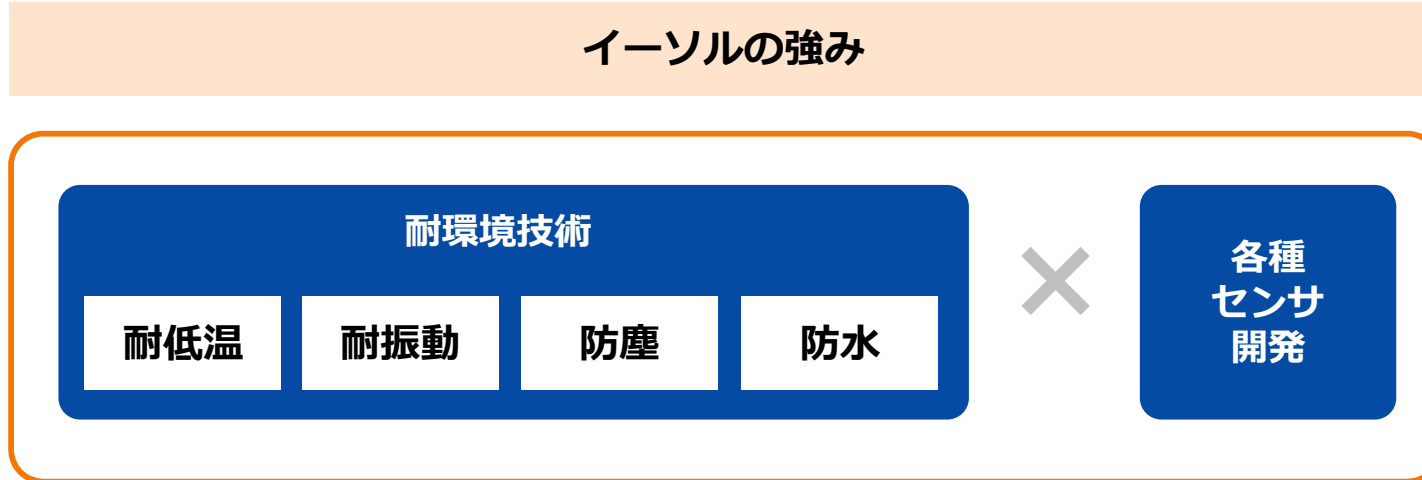 イーソルの強み
耐環境技術
耐低温
耐振動
防塵
防水
各種
センサ
開発